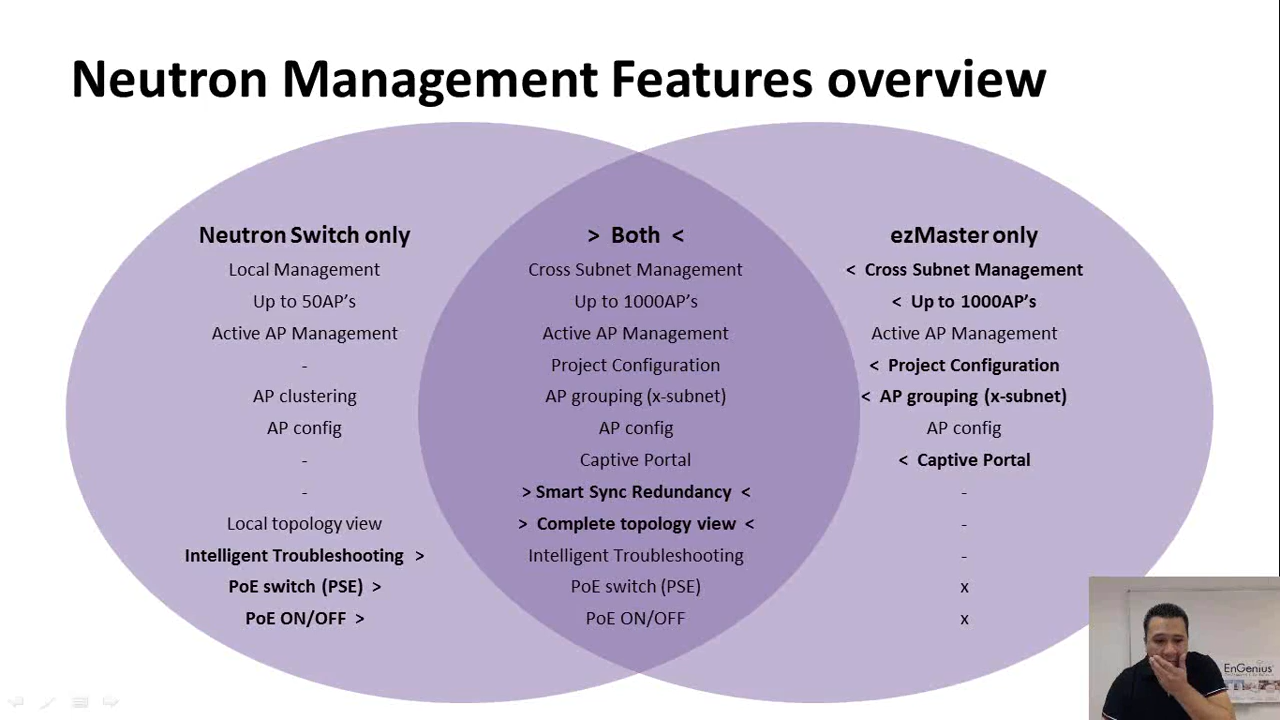 Neutron Management Features overview
Neutron Switch only > Both < ezMaster only
Local Management Cross Subnet Management < Cross Subnet Management
Up to 50AP's Up to 1000AP's < Up to 1000AP's
Active AP Management Active AP Management Active AP Management
- Project Configuration < Project Configuration
AP clustering AP grouping (x-subnet) < AP grouping (x-subnet)
AP config AP config AP config
- Captive Portal < Captive Portal
- > Smart Sync Redundancy < -
Local topology view > Complete topology view < -
Intelligent Troubleshooting > Intelligent Troubleshooting -
PoE switch (PSE) > PoE switch (PSE) x
PoE ON/OFF > PoE ON/OFF x
EnGenius